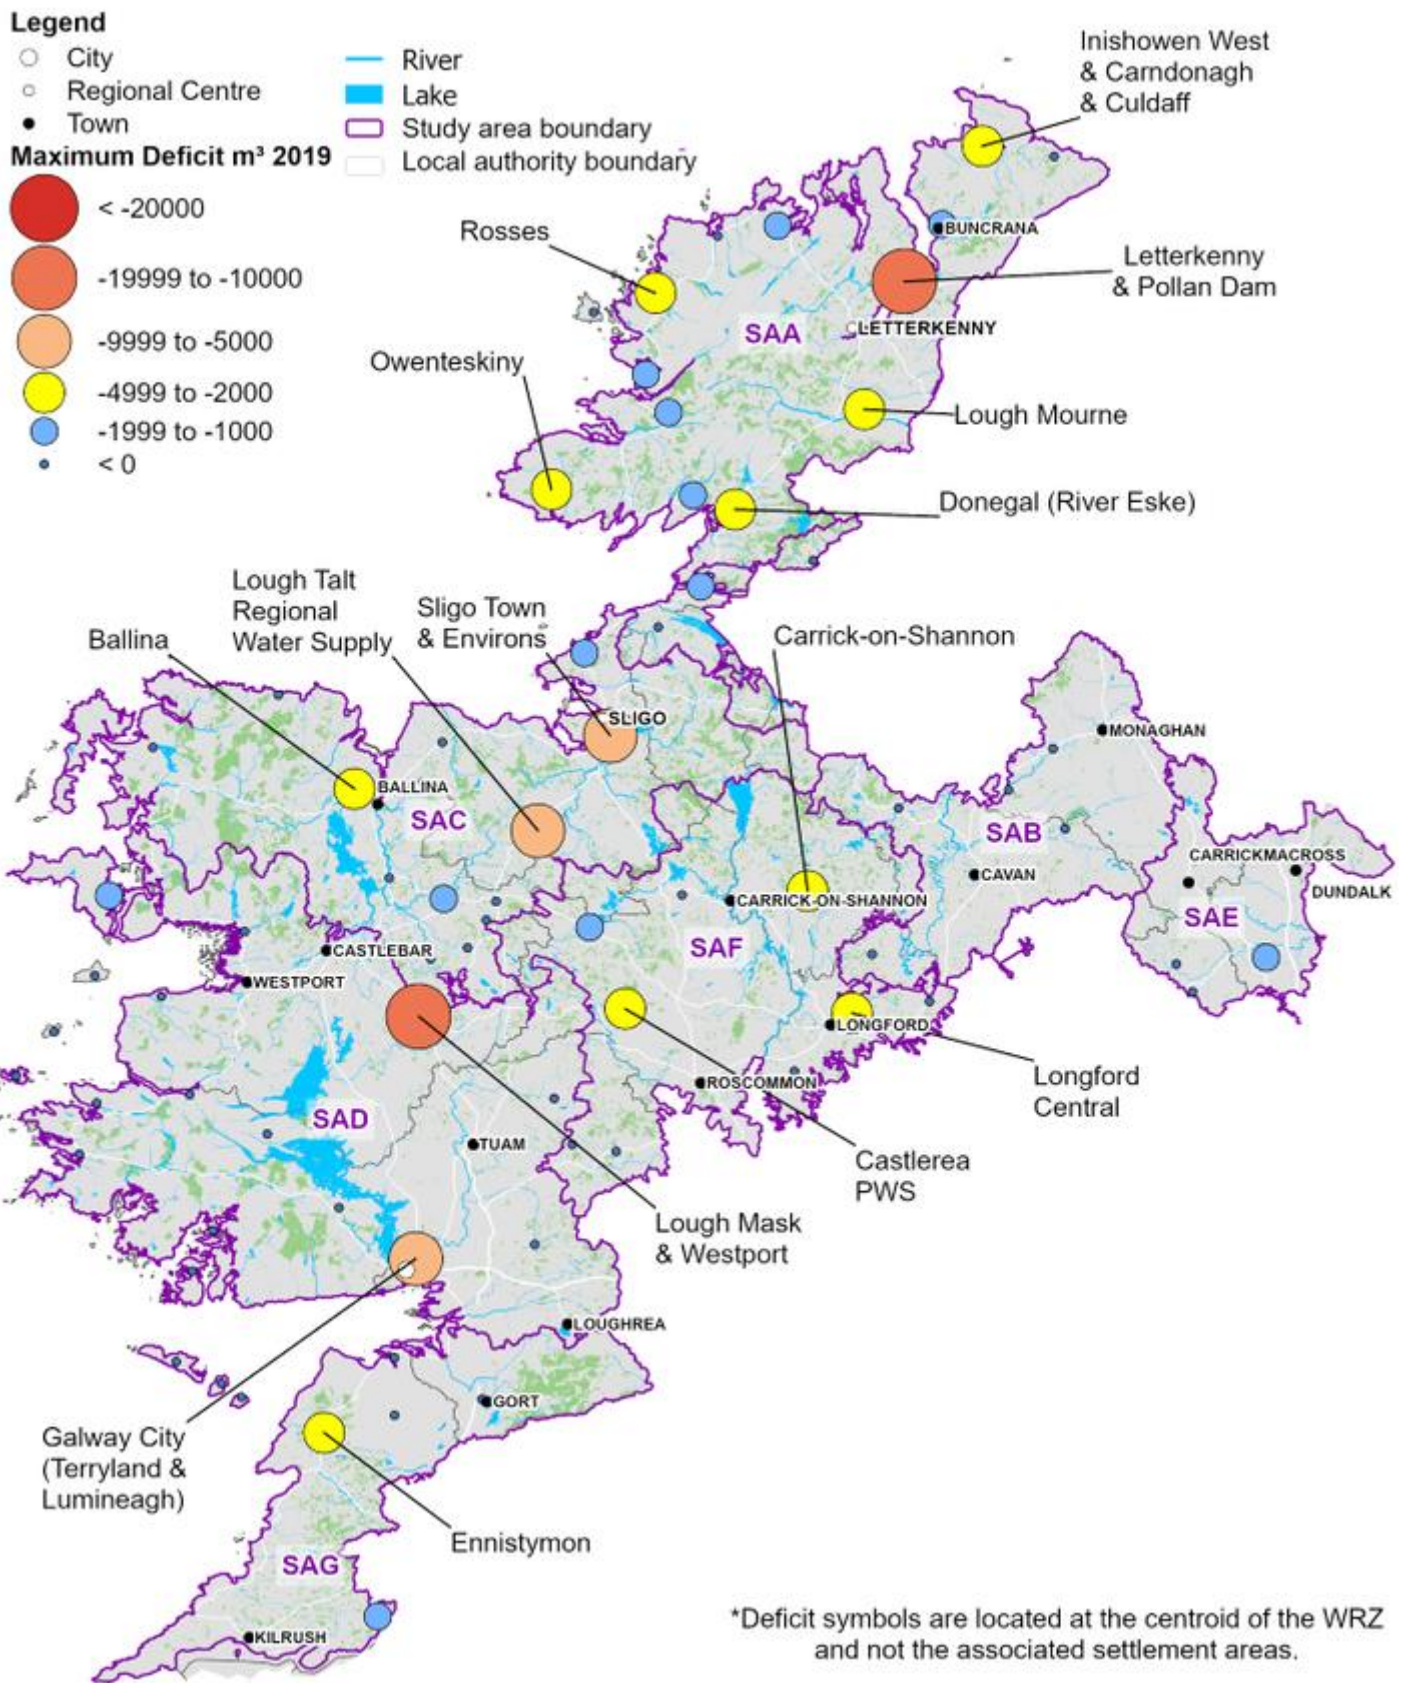 Legend
City
Regional Centre
Town
Maximum Deficit m³ 2019
< -20000
-19999 to -10000
-9999 to -5000
-4999 to -2000
-1999 to -1000
< 0
River
Lake
Study area boundary
Local authority boundary
Inishowen West
& Carndonagh
& Culdaff
BUNCRANA
Rosses
Letterkenny
& Pollan Dam
SAA
LETTERKENNY
Owenteskiny
Lough Mourne
Donegal (River Eske)
Lough Talt
Regional
Water Supply
Sligo Town
& Environs
Ballina
Carrick-on-Shannon
SLIGO
MONAGHAN
BALLINA
SAC
SAB
CARRICKMACROSS
CAVAN
DUNDALK
CARRICK-ON-SHANNON
SAE
SAF
CASTLEBAR
WESTPORT
LONGFORD
Longford
Central
ROSCOMMON
SAD
TUAM
Castlerea
PWS
Lough Mask
& Westport
LOUGHREA
GORT
Galway City
(Terryland &
Lumineagh)
Ennistymon
SAG
KILRUSH
*Deficit symbols are located at the centroid of the WRZ
and not the associated settlement areas.